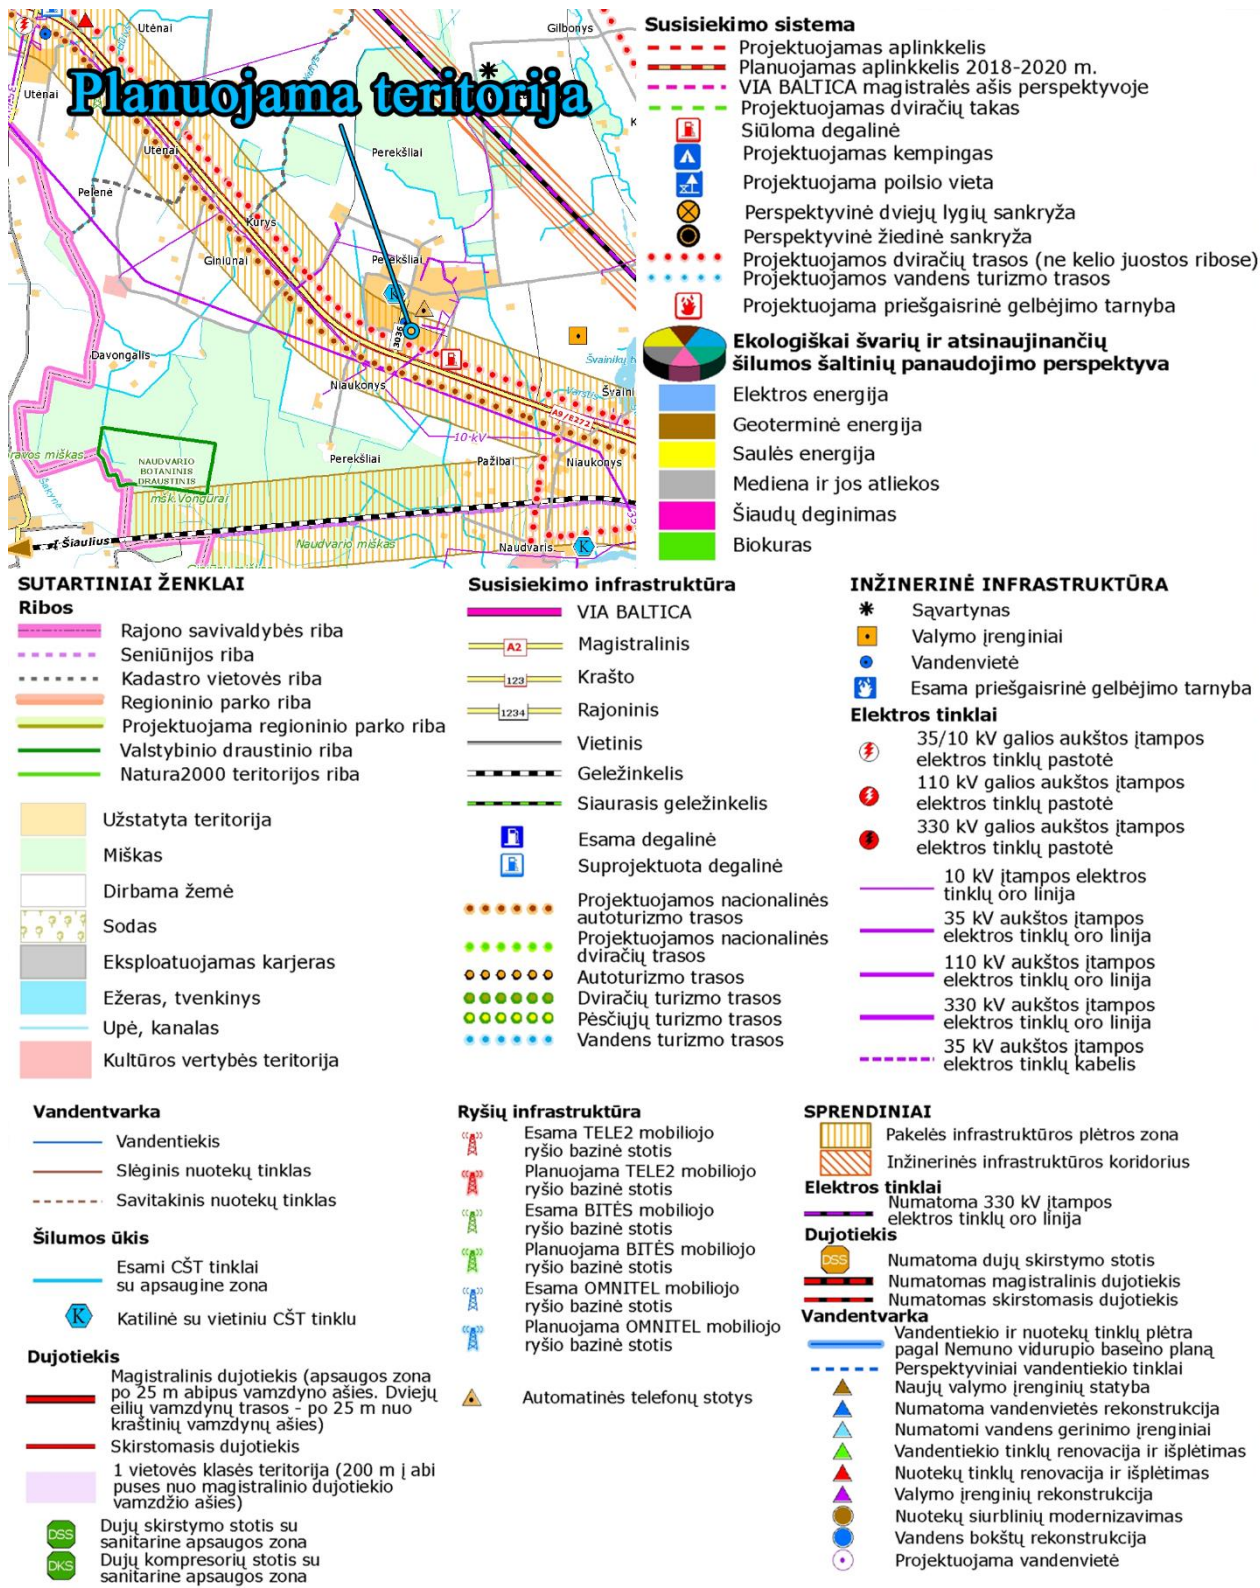 Planuojama teritorija
Utėnai
Utėnai
Utėnai
Gilbonys
Kurys
Perekšliai
Pelenė
Kurys
Giniūnai
Perekšliai
K
3036
Davongalis
Niaukonys
Švainikų
A9/E272
10 kV
NAUDVARIO
BOTANINIS
DRAUSTINIS
Perekšliai
Pažibai
Niaukonys
msk.Vongurai
Į Šiaulius
Naudvario miškas
Naudvaris
K
Susisiekimo sistema
Projektuojamas aplinkkelis
Planuojamas aplinkkelis 2018-2020 m.
VIA BALTICA magistralės ašis perspektyvoje
Projektuojamas dviračių takas
Siūloma degalinė
Projektuojamas kempingas
Projektuojama poilsio vieta
Perspektyvinė dviejų lygių sankryža
Perspektyvinė žiedinė sankryža
Projektuojamos dviračių trasos (ne kelio juostos ribose)
Projektuojamos vandens turizmo trasos
Projektuojama priešgaisrinė gelbėjimo tarnyba
Ekologiškai švarių ir atsinaujinančių
šilumos šaltinių panaudojimo perspektyva
Elektros energija
Geoterminė energija
Saulės energija
Mediena ir jos atliekos
Šiaudų deginimas
Biokuras
SUTARTINIAI ŽENKLAI
Ribos
Rajono savivaldybės riba
Seniūnijos riba
Kadastro vietovės riba
Regioninio parko riba
Projektuojama regioninio parko riba
Valstybinio draustinio riba
Natura2000 teritorijos riba
Užstatyta teritorija
Miškas
Dirbama žemė
Sodas
Eksploatuojamas karjeras
Ežeras, tvenkinys
Upė, kanalas
Kultūros vertybės teritorija
Susisiekimo infrastruktūra
VIA BALTICA
A2 Magistralinis
123 Krašto
1234 Rajoninis
Vietinis
Geležinkelis
Siaurasis geležinkelis
Esama degalinė
Suprojektuota degalinė
Projektuojamos nacionalinės
autoturizmo trasos
Projektuojamos nacionalinės
dviračių trasos
Autoturizmo trasos
Dviračių turizmo trasos
Pėsčiųjų turizmo trasos
Vandens turizmo trasos
INŽINERINĖ INFRASTRUKTŪRA
Sąvartynas
Valymo įrenginiai
Vandenvietė
Esama priešgaisrinė gelbėjimo tarnyba
Elektros tinklai
35/10 kV galios aukštos įtampos
elektros tinklų pastotė
110 kV galios aukštos įtampos
elektros tinklų pastotė
330 kV galios aukštos įtampos
elektros tinklų pastotė
10 kV įtampos elektros
tinklų oro linija
35 kV aukštos įtampos
elektros tinklų oro linija
110 kV aukštos įtampos
elektros tinklų oro linija
330 kV aukštos įtampos
elektros tinklų oro linija
35 kV aukštos įtampos
elektros tinklų kabelis
Vandentvarka
Vandentiekis
Slėginis nuotekų tinklas
Savitakinis nuotekų tinklas
Šilumos ūkis
Esami CŠT tinklai
su apsaugine zona
K Katilinė su vietiniu CŠT tinklu
Dujotiekis
Magistralinis dujotiekis (apsaugos zona
po 25 m abipus vamzdyno ašies. Dviejų
eilių vamzdynų trasos - po 25 m nuo
kraštinių vamzdynų ašies)
Skirstomasis dujotiekis
1 vietovės klasės teritorija (200 m į abi
puses nuo magistralinio dujotiekio
vamzdžio ašies)
DSS Dujų skirstymo stotis su
sanitarine apsaugos zona
DKS Dujų kompresorių stotis su
sanitarine apsaugos zona
Ryšių infrastruktūra
Esama TELE2 mobiliojo
ryšio bazinė stotis
Planuojama TELE2 mobiliojo
ryšio bazinė stotis
Esama BITĖS mobiliojo
ryšio bazinė stotis
Planuojama BITĖS mobiliojo
ryšio bazinė stotis
Esama OMNITEL mobiliojo
ryšio bazinė stotis
Planuojama OMNITEL mobiliojo
ryšio bazinė stotis
Automatinės telefonų stotys
SPRENDINIAI
Pakelės infrastruktūros plėtros zona
Inžinerinės infrastruktūros koridorius
Elektros tinklai
Numatoma 330 kV įtampos
elektros tinklų oro linija
Dujotiekis
DSS Numatoma dujų skirstymo stotis
Numatomas magistralinis dujotiekis
Numatomas skirstomasis dujotiekis
Vandentvarka
Vandentiekio ir nuotekų tinklų plėtra
pagal Nemuno vidurupio baseino planą
Perspektyviniai vandentiekio tinklai
Naujų valymo įrenginių statyba
Numatoma vandenvietės rekonstrukcija
Numatomi vandens gerinimo įrenginiai
Vandentiekio tinklų renovacija ir išplėtimas
Nuotekų tinklų renovacija ir išplėtimas
Valymo įrenginių rekonstrukcija
Nuotekų siurblinių modernizavimas
Vandens bokštų rekonstrukcija
Projektuojama vandenvietė